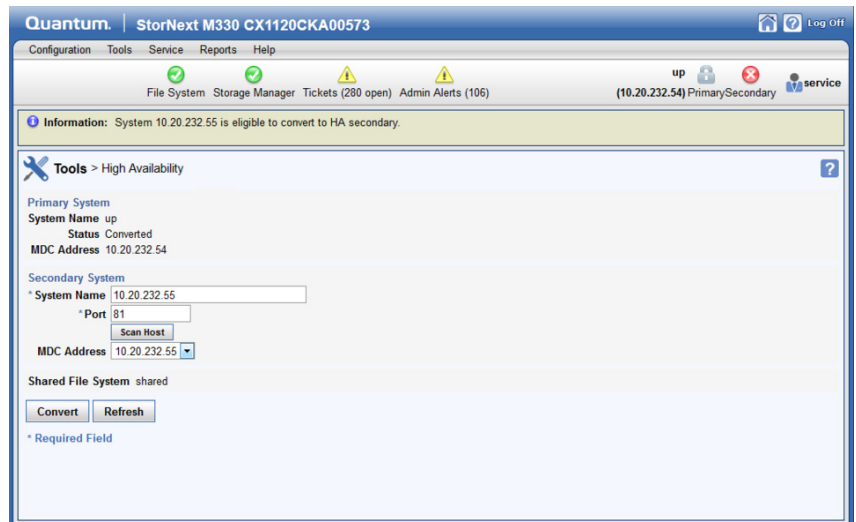 Quantum. | StorNext M330 CX1120CKA00573
Log Off
Configuration Tools Service Reports Help
File System Storage Manager Tickets (280 open) Admin Alerts (106)
up
(10.20.232.54) Primary Secondary
service
Information: System 10.20.232.55 is eligible to convert to HA secondary.
Tools > High Availability
Primary System
System Name up
Status Converted
MDC Address 10.20.232.54
Secondary System
* System Name 10.20.232.55
* Port 81
Scan Host
MDC Address 10.20.232.55
Shared File System shared
Convert Refresh
* Required Field